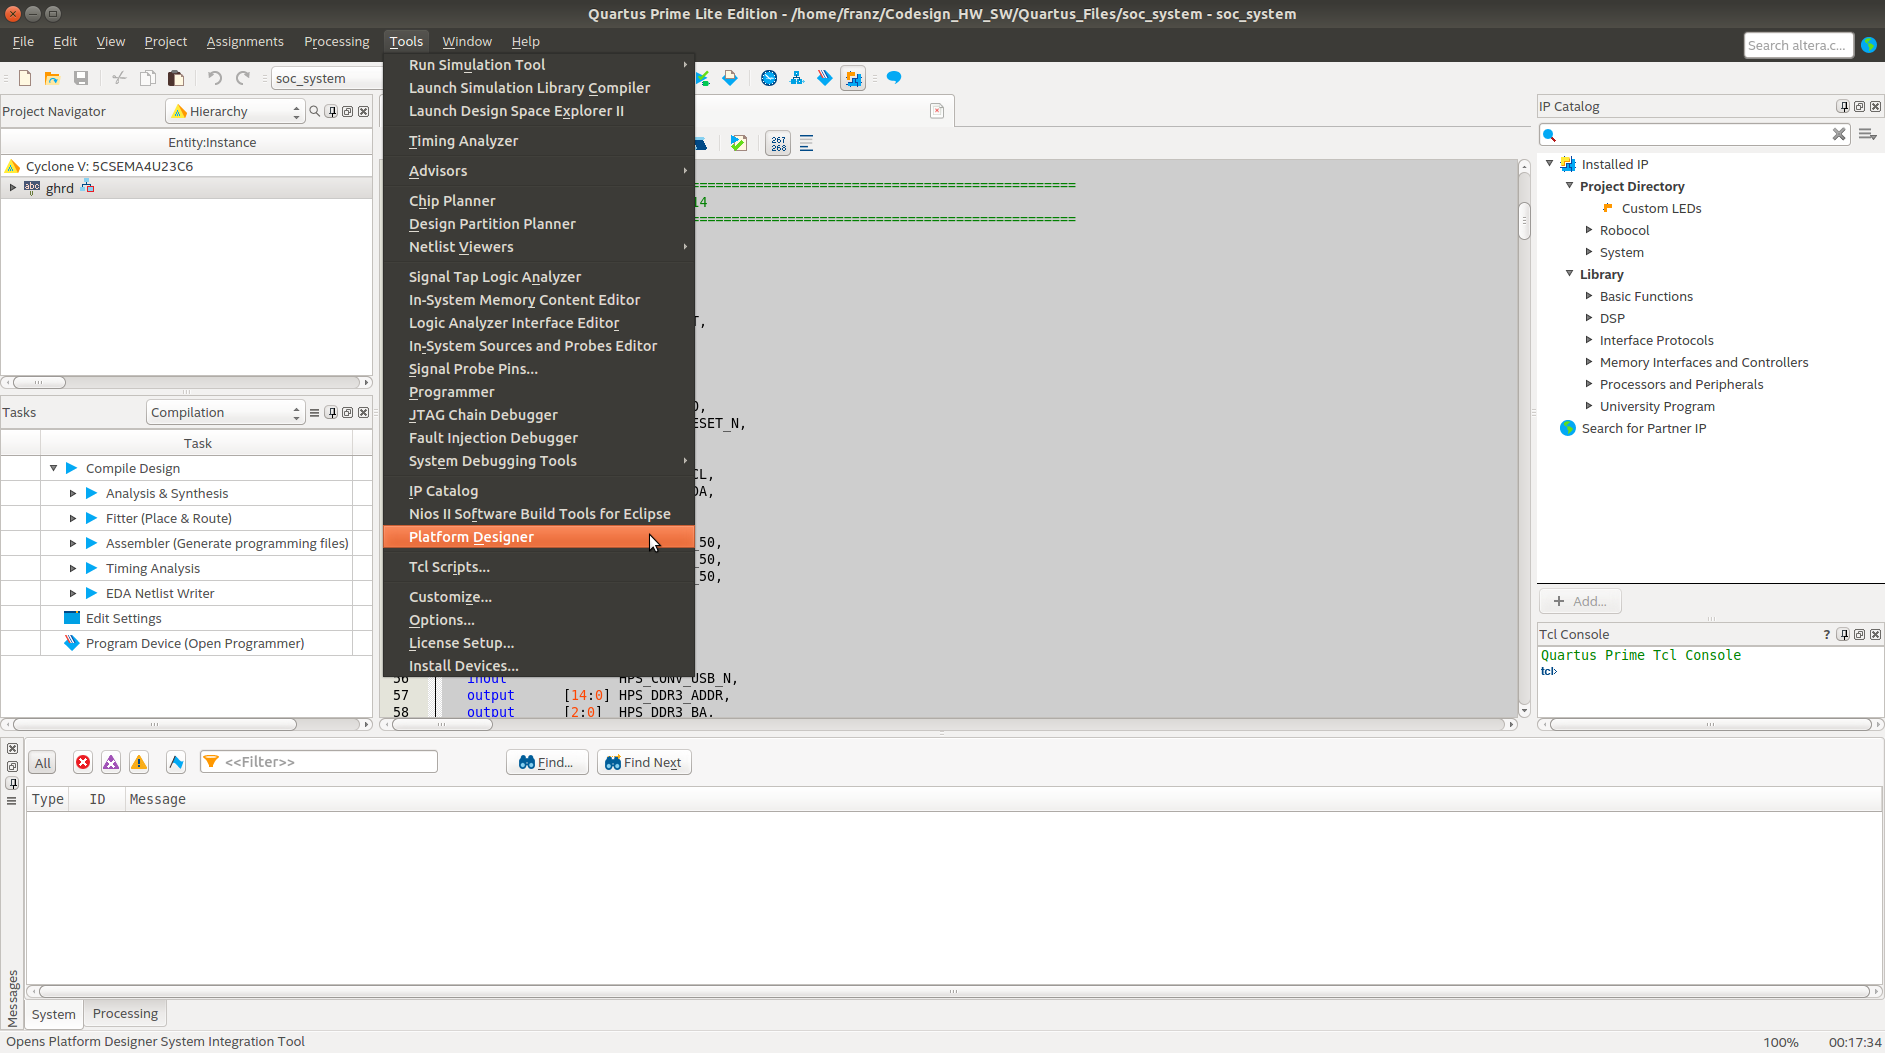 Quartus Prime Lite Edition - /home/franz/Codesign_HW_SW/Quartus_Files/soc_system - soc_system
File Edit View Project Assignments Processing Tools Window Help
Search altera.c...
soc_system
Project Navigator
Hierarchy
Entity:Instance
Cyclone V: 5CSEMA4U23C6
abc ghrd
Tasks
Compilation
Task
Compile Design
Analysis & Synthesis
Fitter (Place & Route)
Assembler (Generate programming files)
Timing Analysis
EDA Netlist Writer
Edit Settings
Program Device (Open Programmer)
Run Simulation Tool
Launch Simulation Library Compiler
Launch Design Space Explorer II
Timing Analyzer
Advisors
Chip Planner
Design Partition Planner
Netlist Viewers
Signal Tap Logic Analyzer
In-System Memory Content Editor
Logic Analyzer Interface Editor
In-System Sources and Probes Editor
Signal Probe Pins...
Programmer
JTAG Chain Debugger
Fault Injection Debugger
System Debugging Tools
IP Catalog
Nios II Software Build Tools for Eclipse
Platform Designer
Tcl Scripts...
Customize...
Options...
License Setup...
Install Devices...
267
268
==============================================
14
==============================================
T,
O,
ESET_N,
CL,
DA,
_50,
_50,
_50,
56 inout HPS_CONV_USB_N,
57 output [14:0] HPS_DDR3_ADDR,
58 output [2:0] HPS_DDR3_BA,
IP Catalog
Installed IP
Project Directory
Custom LEDs
Robocol
System
Library
Basic Functions
DSP
Interface Protocols
Memory Interfaces and Controllers
Processors and Peripherals
University Program
Search for Partner IP
+ Add...
Tcl Console ?
Quartus Prime Tcl Console
tcl>
All
<<Filter>>
Find...
Find Next
Type ID Message
Messages
System Processing
Opens Platform Designer System Integration Tool
100% 00:17:34